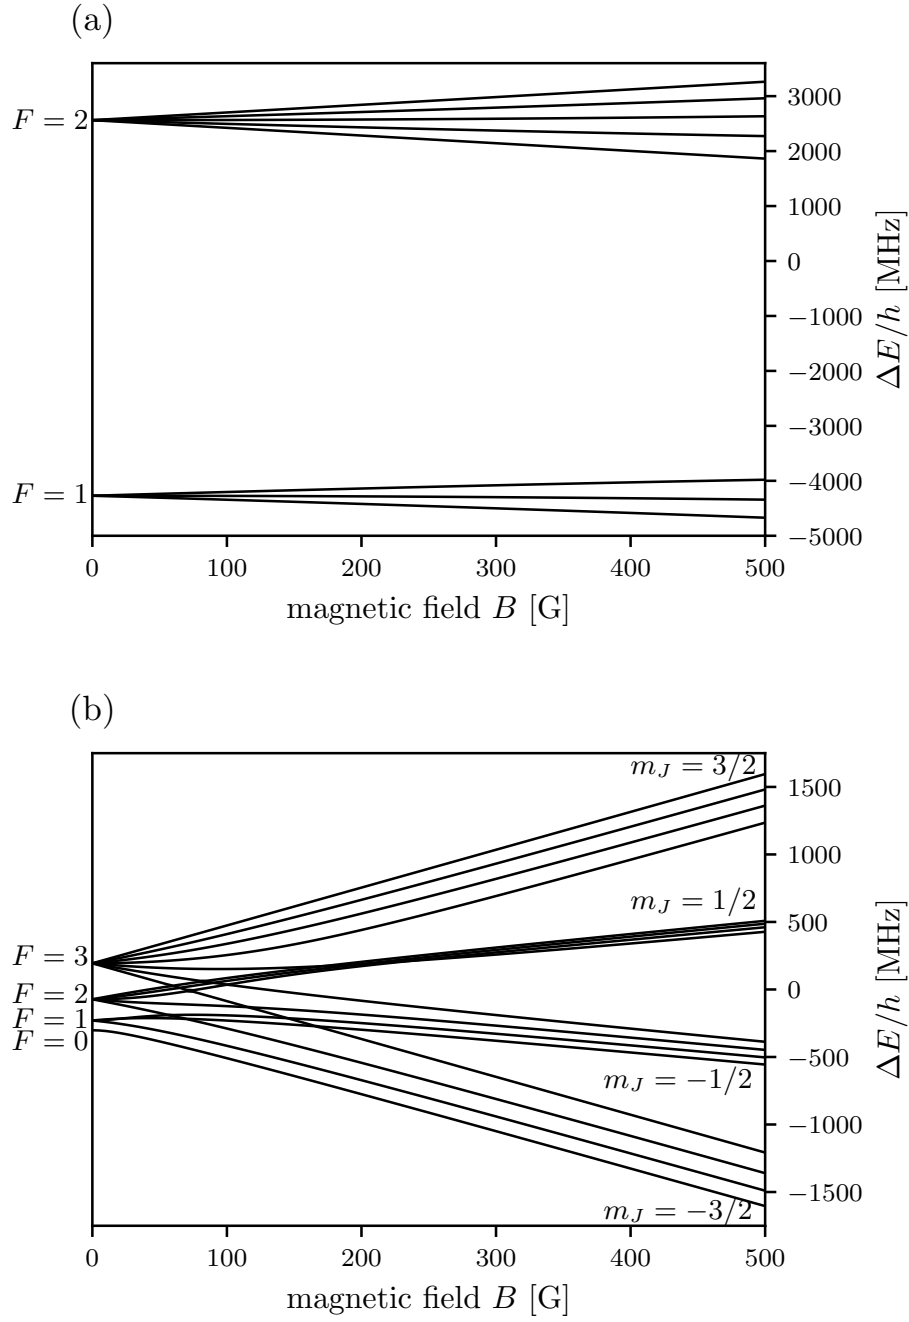 (a)
F = 2
F = 1
3000
2000
1000
0
−1000
−2000
−3000
−4000
−5000
ΔE/h [MHz]
0 100 200 300 400 500
magnetic field B [G]
(b)
F = 3
F = 2
F = 1
F = 0
m_J = 3/2
m_J = 1/2
m_J = −1/2
m_J = −3/2
1500
1000
500
0
−500
−1000
−1500
ΔE/h [MHz]
0 100 200 300 400 500
magnetic field B [G]